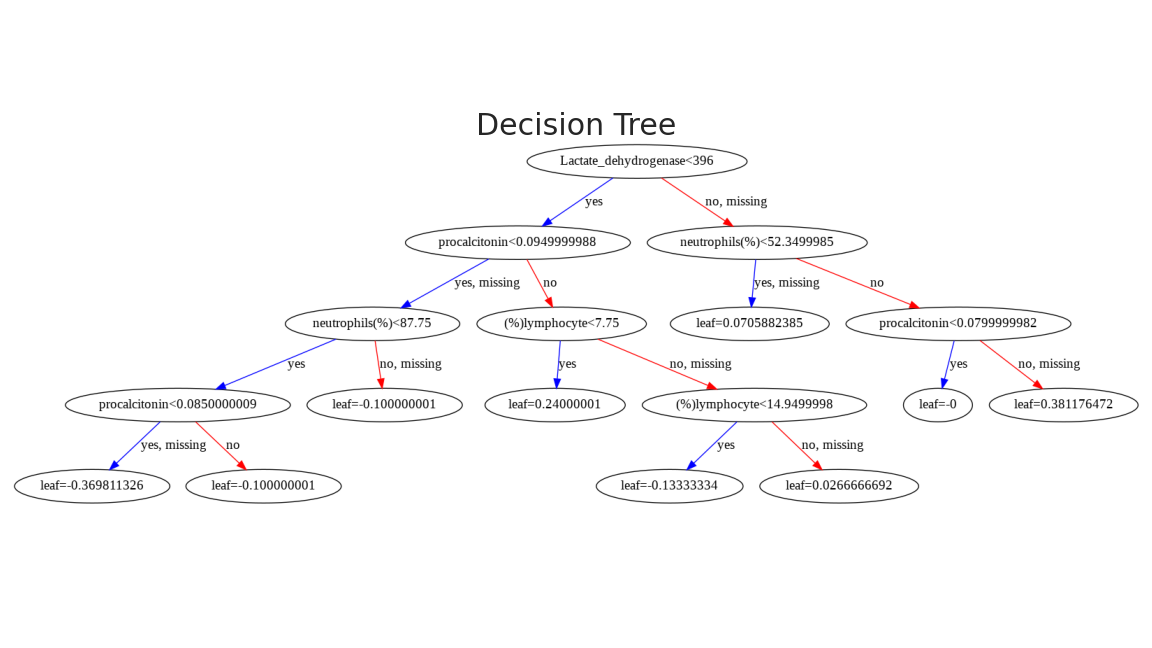 Decision Tree
Lactate_dehydrogenase<396
yes
no, missing
procalcitonin<0.0949999988
neutrophils(%)<52.3499985
yes, missing
no
yes, missing
no
neutrophils(%)<87.75
(%)lymphocyte<7.75
leaf=0.0705882385
procalcitonin<0.0799999982
yes
no, missing
yes
no, missing
yes
no, missing
procalcitonin<0.0850000009
leaf=-0.100000001
leaf=0.24000001
(%)lymphocyte<14.9499998
leaf=-0
leaf=0.381176472
yes, missing
no
yes
no, missing
leaf=-0.369811326
leaf=-0.100000001
leaf=-0.13333334
leaf=0.0266666692